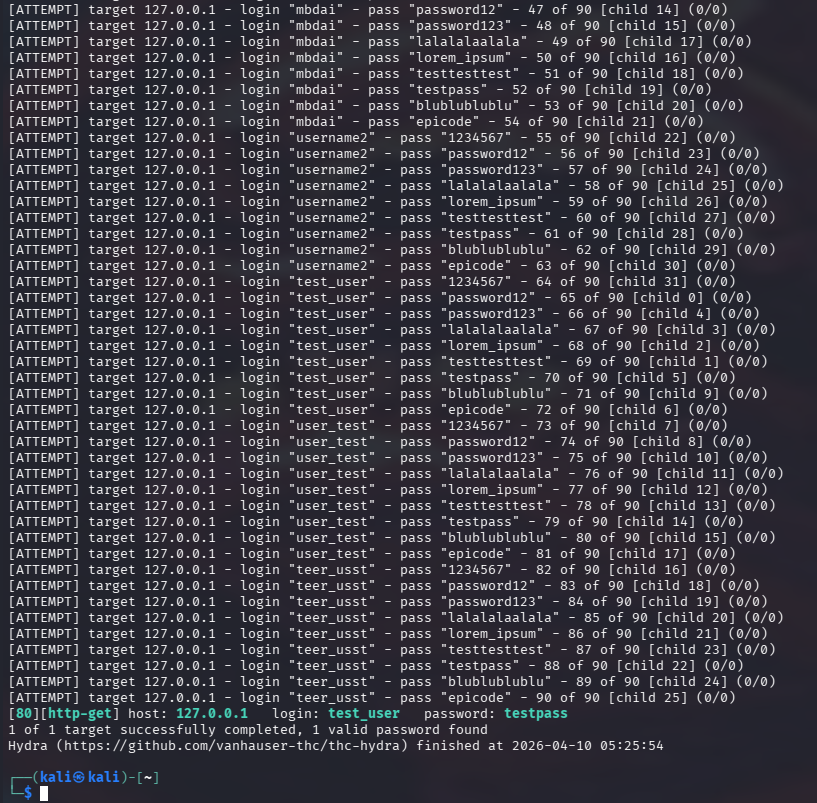 [ATTEMPT] target 127.0.0.1 - login "mbdai" - pass "password12" - 47 of 90 [child 14] (0/0)
[ATTEMPT] target 127.0.0.1 - login "mbdai" - pass "password123" - 48 of 90 [child 15] (0/0)
[ATTEMPT] target 127.0.0.1 - login "mbdai" - pass "lalalalaalala" - 49 of 90 [child 17] (0/0)
[ATTEMPT] target 127.0.0.1 - login "mbdai" - pass "lorem_ipsum" - 50 of 90 [child 16] (0/0)
[ATTEMPT] target 127.0.0.1 - login "mbdai" - pass "testtesttest" - 51 of 90 [child 18] (0/0)
[ATTEMPT] target 127.0.0.1 - login "mbdai" - pass "testpass" - 52 of 90 [child 19] (0/0)
[ATTEMPT] target 127.0.0.1 - login "mbdai" - pass "blublublublu" - 53 of 90 [child 20] (0/0)
[ATTEMPT] target 127.0.0.1 - login "mbdai" - pass "epicode" - 54 of 90 [child 21] (0/0)
[ATTEMPT] target 127.0.0.1 - login "username2" - pass "1234567" - 55 of 90 [child 22] (0/0)
[ATTEMPT] target 127.0.0.1 - login "username2" - pass "password12" - 56 of 90 [child 23] (0/0)
[ATTEMPT] target 127.0.0.1 - login "username2" - pass "password123" - 57 of 90 [child 24] (0/0)
[ATTEMPT] target 127.0.0.1 - login "username2" - pass "lalalalaalala" - 58 of 90 [child 25] (0/0)
[ATTEMPT] target 127.0.0.1 - login "username2" - pass "lorem_ipsum" - 59 of 90 [child 26] (0/0)
[ATTEMPT] target 127.0.0.1 - login "username2" - pass "testtesttest" - 60 of 90 [child 27] (0/0)
[ATTEMPT] target 127.0.0.1 - login "username2" - pass "testpass" - 61 of 90 [child 28] (0/0)
[ATTEMPT] target 127.0.0.1 - login "username2" - pass "blublublublu" - 62 of 90 [child 29] (0/0)
[ATTEMPT] target 127.0.0.1 - login "username2" - pass "epicode" - 63 of 90 [child 30] (0/0)
[ATTEMPT] target 127.0.0.1 - login "test_user" - pass "1234567" - 64 of 90 [child 31] (0/0)
[ATTEMPT] target 127.0.0.1 - login "test_user" - pass "password12" - 65 of 90 [child 0] (0/0)
[ATTEMPT] target 127.0.0.1 - login "test_user" - pass "password123" - 66 of 90 [child 4] (0/0)
[ATTEMPT] target 127.0.0.1 - login "test_user" - pass "lalalalaalala" - 67 of 90 [child 3] (0/0)
[ATTEMPT] target 127.0.0.1 - login "test_user" - pass "lorem_ipsum" - 68 of 90 [child 2] (0/0)
[ATTEMPT] target 127.0.0.1 - login "test_user" - pass "testtesttest" - 69 of 90 [child 1] (0/0)
[ATTEMPT] target 127.0.0.1 - login "test_user" - pass "testpass" - 70 of 90 [child 5] (0/0)
[ATTEMPT] target 127.0.0.1 - login "test_user" - pass "blublublublu" - 71 of 90 [child 9] (0/0)
[ATTEMPT] target 127.0.0.1 - login "test_user" - pass "epicode" - 72 of 90 [child 6] (0/0)
[ATTEMPT] target 127.0.0.1 - login "user_test" - pass "1234567" - 73 of 90 [child 7] (0/0)
[ATTEMPT] target 127.0.0.1 - login "user_test" - pass "password12" - 74 of 90 [child 8] (0/0)
[ATTEMPT] target 127.0.0.1 - login "user_test" - pass "password123" - 75 of 90 [child 10] (0/0)
[ATTEMPT] target 127.0.0.1 - login "user_test" - pass "lalalalaalala" - 76 of 90 [child 11] (0/0)
[ATTEMPT] target 127.0.0.1 - login "user_test" - pass "lorem_ipsum" - 77 of 90 [child 12] (0/0)
[ATTEMPT] target 127.0.0.1 - login "user_test" - pass "testtesttest" - 78 of 90 [child 13] (0/0)
[ATTEMPT] target 127.0.0.1 - login "user_test" - pass "testpass" - 79 of 90 [child 14] (0/0)
[ATTEMPT] target 127.0.0.1 - login "user_test" - pass "blublublublu" - 80 of 90 [child 15] (0/0)
[ATTEMPT] target 127.0.0.1 - login "user_test" - pass "epicode" - 81 of 90 [child 17] (0/0)
[ATTEMPT] target 127.0.0.1 - login "teer_usst" - pass "1234567" - 82 of 90 [child 16] (0/0)
[ATTEMPT] target 127.0.0.1 - login "teer_usst" - pass "password12" - 83 of 90 [child 18] (0/0)
[ATTEMPT] target 127.0.0.1 - login "teer_usst" - pass "password123" - 84 of 90 [child 19] (0/0)
[ATTEMPT] target 127.0.0.1 - login "teer_usst" - pass "lalalalaalala" - 85 of 90 [child 20] (0/0)
[ATTEMPT] target 127.0.0.1 - login "teer_usst" - pass "lorem_ipsum" - 86 of 90 [child 21] (0/0)
[ATTEMPT] target 127.0.0.1 - login "teer_usst" - pass "testtesttest" - 87 of 90 [child 23] (0/0)
[ATTEMPT] target 127.0.0.1 - login "teer_usst" - pass "testpass" - 88 of 90 [child 22] (0/0)
[ATTEMPT] target 127.0.0.1 - login "teer_usst" - pass "blublublublu" - 89 of 90 [child 24] (0/0)
[ATTEMPT] target 127.0.0.1 - login "teer_usst" - pass "epicode" - 90 of 90 [child 25] (0/0)
[80][http-get] host: 127.0.0.1   login: test_user   password: testpass
1 of 1 target successfully completed, 1 valid password found
Hydra (https://github.com/vanhauser-thc/thc-hydra) finished at 2026-04-10 05:25:54
┌──(kali㉿kali)-[~]
└─$